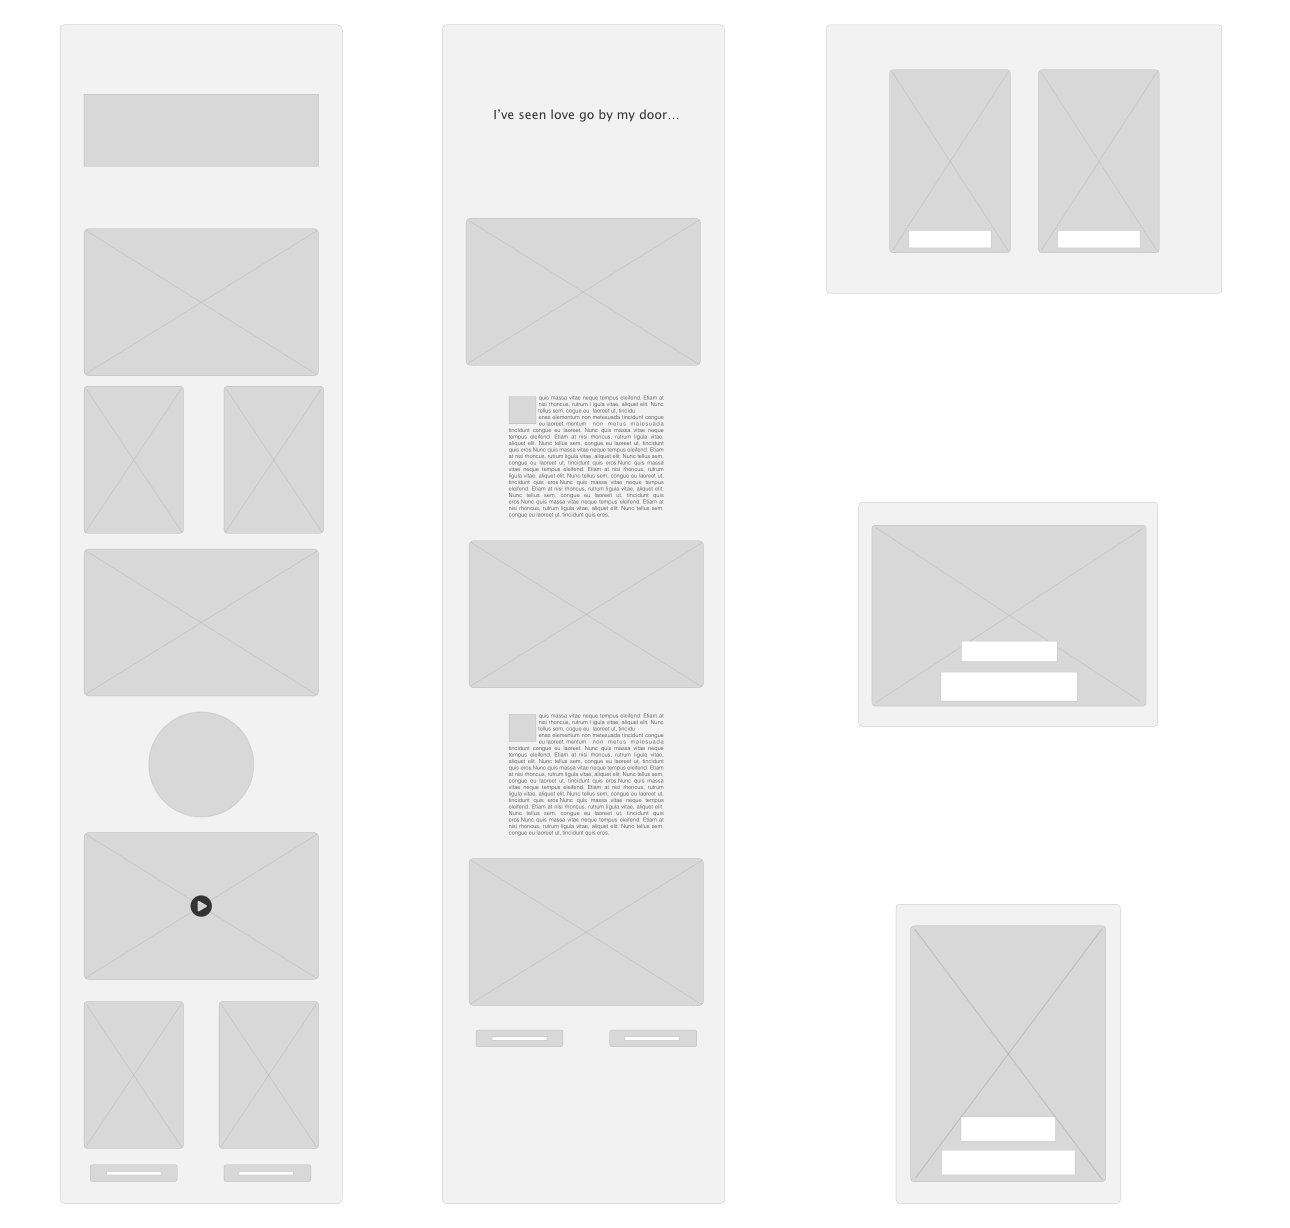 I’ve seen love go by my door…
quis massa vitae neque tempus eleifend. Etiam at
nisi rhoncus, rutrum l igula vitae, aliquet elit. Nunc
tellus sem, cogue eu laoreet ut, tincidu
enas elementum non melesuada tincidunt congue
eu laoreet mentum non metus malesuada
tincidunt congue eu laoreet. Nunc quis massa vitae neque
tempus eleifend. Etiam at nisi rhoncus, rutrum ligula vitae,
aliquet elit. Nunc tellus sem, congue eu laoreet ut, tincidunt
quis eros.Nunc quis massa vitae neque tempus eleifend. Etiam
at nisi rhoncus, rutrum ligula vitae, aliquet elit. Nunc tellus sem,
congue eu laoreet ut, tincidunt quis eros.Nunc quis massa
vitae neque tempus eleifend. Etiam at nisi rhoncus, rutrum
ligula vitae, aliquet elit. Nunc tellus sem, congue eu laoreet ut,
tincidunt quis eros.Nunc quis massa vitae neque tempus
eleifend. Etiam at nisi rhoncus, rutrum ligula vitae, aliquet elit.
Nunc tellus sem, congue eu laoreet ut, tincidunt quis
eros.Nunc quis massa vitae neque tempus eleifend. Etiam at
nisi rhoncus, rutrum ligula vitae, aliquet elit. Nunc tellus sem,
congue eu laoreet ut, tincidunt quis eros.
quis massa vitae neque tempus eleifend. Etiam at
nisi rhoncus, rutrum l igula vitae, aliquet elit. Nunc
tellus sem, cogue eu laoreet ut, tincidu
enas elementum non melesuada tincidunt congue
eu laoreet mentum non metus malesuada
tincidunt congue eu laoreet. Nunc quis massa vitae neque
tempus eleifend. Etiam at nisi rhoncus, rutrum ligula vitae,
aliquet elit. Nunc tellus sem, congue eu laoreet ut, tincidunt
quis eros.Nunc quis massa vitae neque tempus eleifend. Etiam
at nisi rhoncus, rutrum ligula vitae, aliquet elit. Nunc tellus sem,
congue eu laoreet ut, tincidunt quis eros.Nunc quis massa
vitae neque tempus eleifend. Etiam at nisi rhoncus, rutrum
ligula vitae, aliquet elit. Nunc tellus sem, congue eu laoreet ut,
tincidunt quis eros.Nunc quis massa vitae neque tempus
eleifend. Etiam at nisi rhoncus, rutrum ligula vitae, aliquet elit.
Nunc tellus sem, congue eu laoreet ut, tincidunt quis
eros.Nunc quis massa vitae neque tempus eleifend. Etiam at
nisi rhoncus, rutrum ligula vitae, aliquet elit. Nunc tellus sem,
congue eu laoreet ut, tincidunt quis eros.